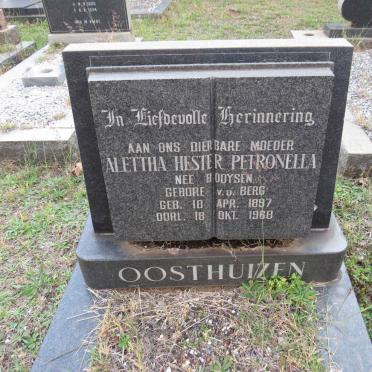 In Liefdevolle Herinnering
AAN ONS DIERBARE MOEDER
ALETTHA HESTER PETRONELLA
NEE BOOYSEN
GEBORE V.D. BERG
GEB. 10 APR. 1897
OORL. 18 OKT. 1968
OOSTHUIZEN